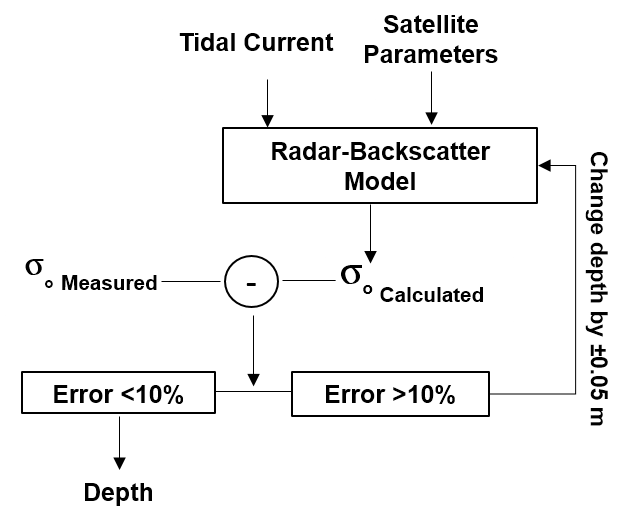 Tidal Current
Satellite
Parameters
Radar-Backscatter
Model
σ∘ Measured
-
σ∘ Calculated
Change depth by ±0.05 m
Error <10%
Error >10%
Depth